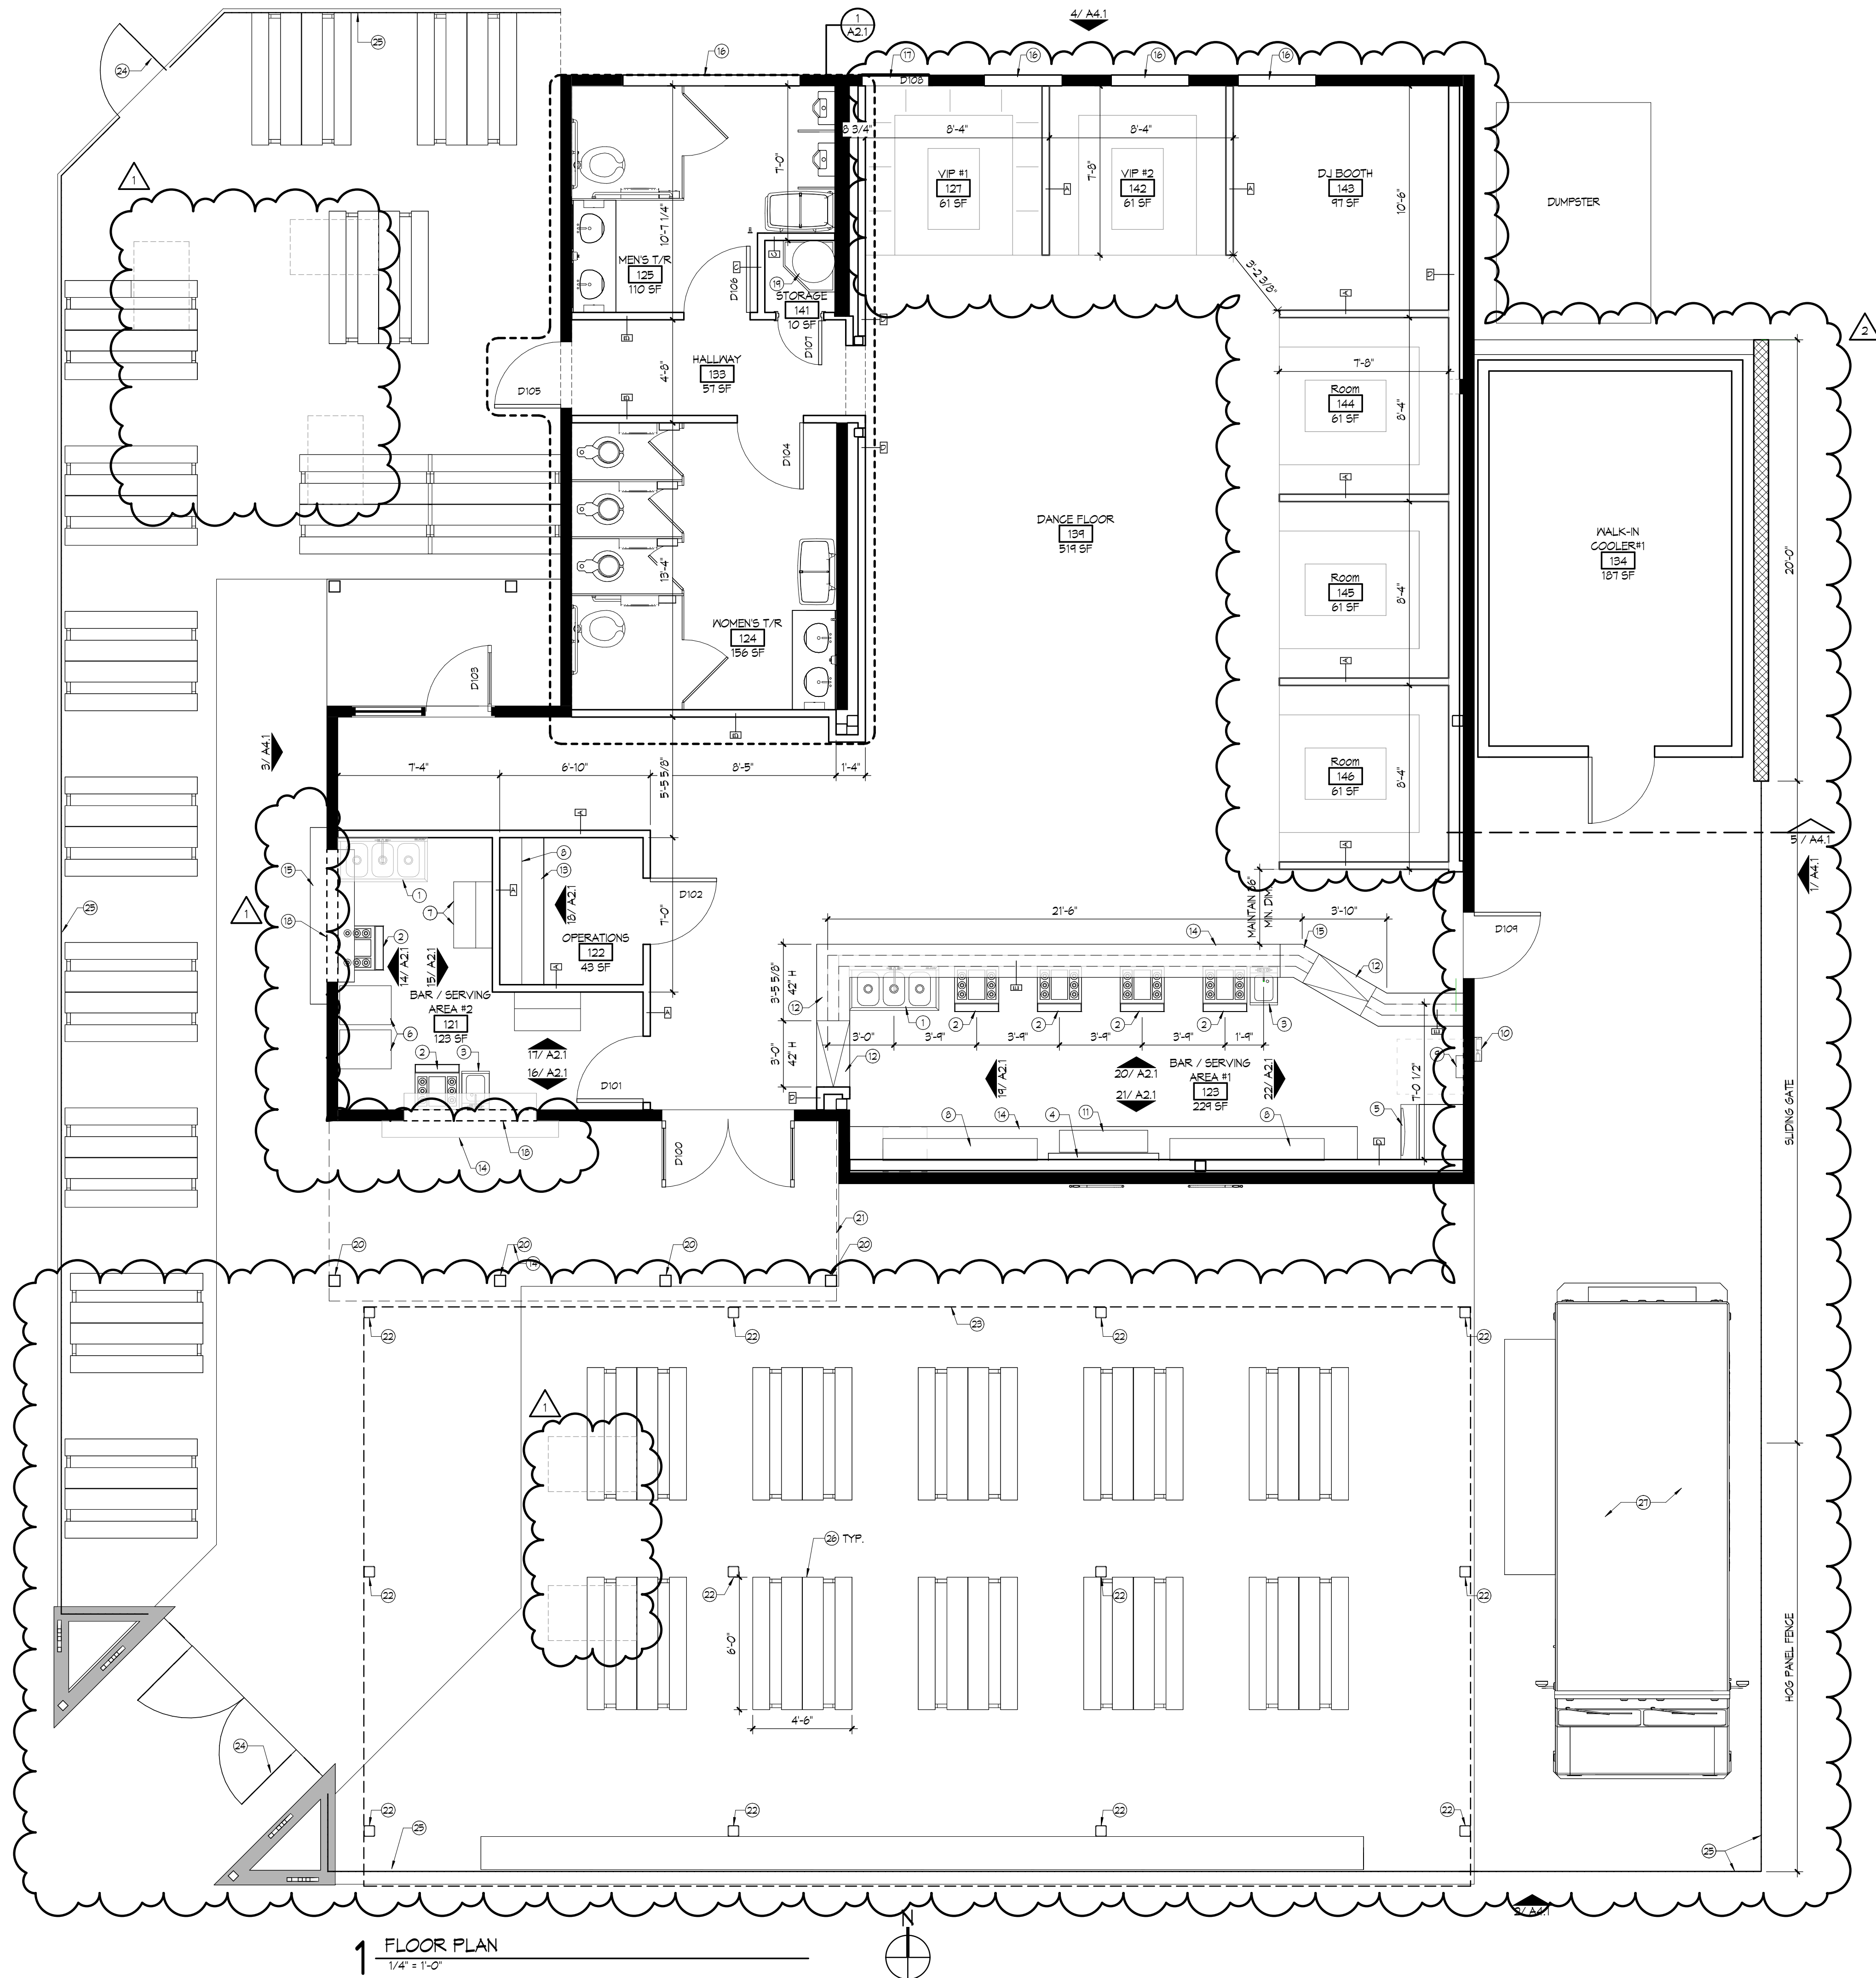 1
A2.1
4/ A4.1
25
24
16
17
D108
16
16
16
1
8 3/4"
8'-4"
8'-4"
7'-0"
VIP #1
127
61 SF
7'-8"
VIP #2
142
61 SF
DJ BOOTH
143
97 SF
10'-6"
DUMPSTER
10'-7 1/4"
MEN'S T/R
125
110 SF
D106
19
STORAGE
141
10 SF
D107
3'-2 3/8"
2
HALLWAY
133
57 SF
4'-8"
D105
7'-8"
Room
144
61 SF
8'-4"
D104
DANCE FLOOR
139
519 SF
WALK-IN
COOLER#1
134
187 SF
20'-0"
13'-4"
Room
145
61 SF
8'-4"
WOMEN'S T/R
124
156 SF
D103
3/ A4.1
7'-4"
6'-10"
8'-5"
1'-4"
5'-5 5/8"
Room
146
61 SF
8'-4"
5/ A4.1
1/ A4.1
15
1
8
13
7
18/ A2.1
D102
7'-0"
MAINTAIN 36"
MIN. DIM.
21'-6"
3'-10"
1
25
18
2
14/ A2.1
15/ A2.1
OPERATIONS
122
43 SF
14
15
D109
12
3'-5 5/8"
42" H
12
BAR / SERVING
AREA #2
121
123 SF
6
1
2
2
2
2
3
3'-0"
3'-9"
3'-9"
3'-9"
3'-9"
1'-9"
10
9
2
3
17/ A2.1
16/ A2.1
3'-0"
42" H
12
19/ A2.1
20/ A2.1
21/ A2.1
BAR / SERVING
AREA #1
123
229 SF
22/ A2.1
7'-0 1/2"
D101
8
14
4
11
8
5
SLIDING GATE
14
18
D100
21
20
20
14
20
20
22
22
23
22
22
1
27
26 TYP.
22
22
22
22
6'-0"
4'-6"
HOG PANEL FENCE
24
22
22
22
22
25
25
2/ A4.1
N
1
FLOOR PLAN
1/4" = 1'-0"